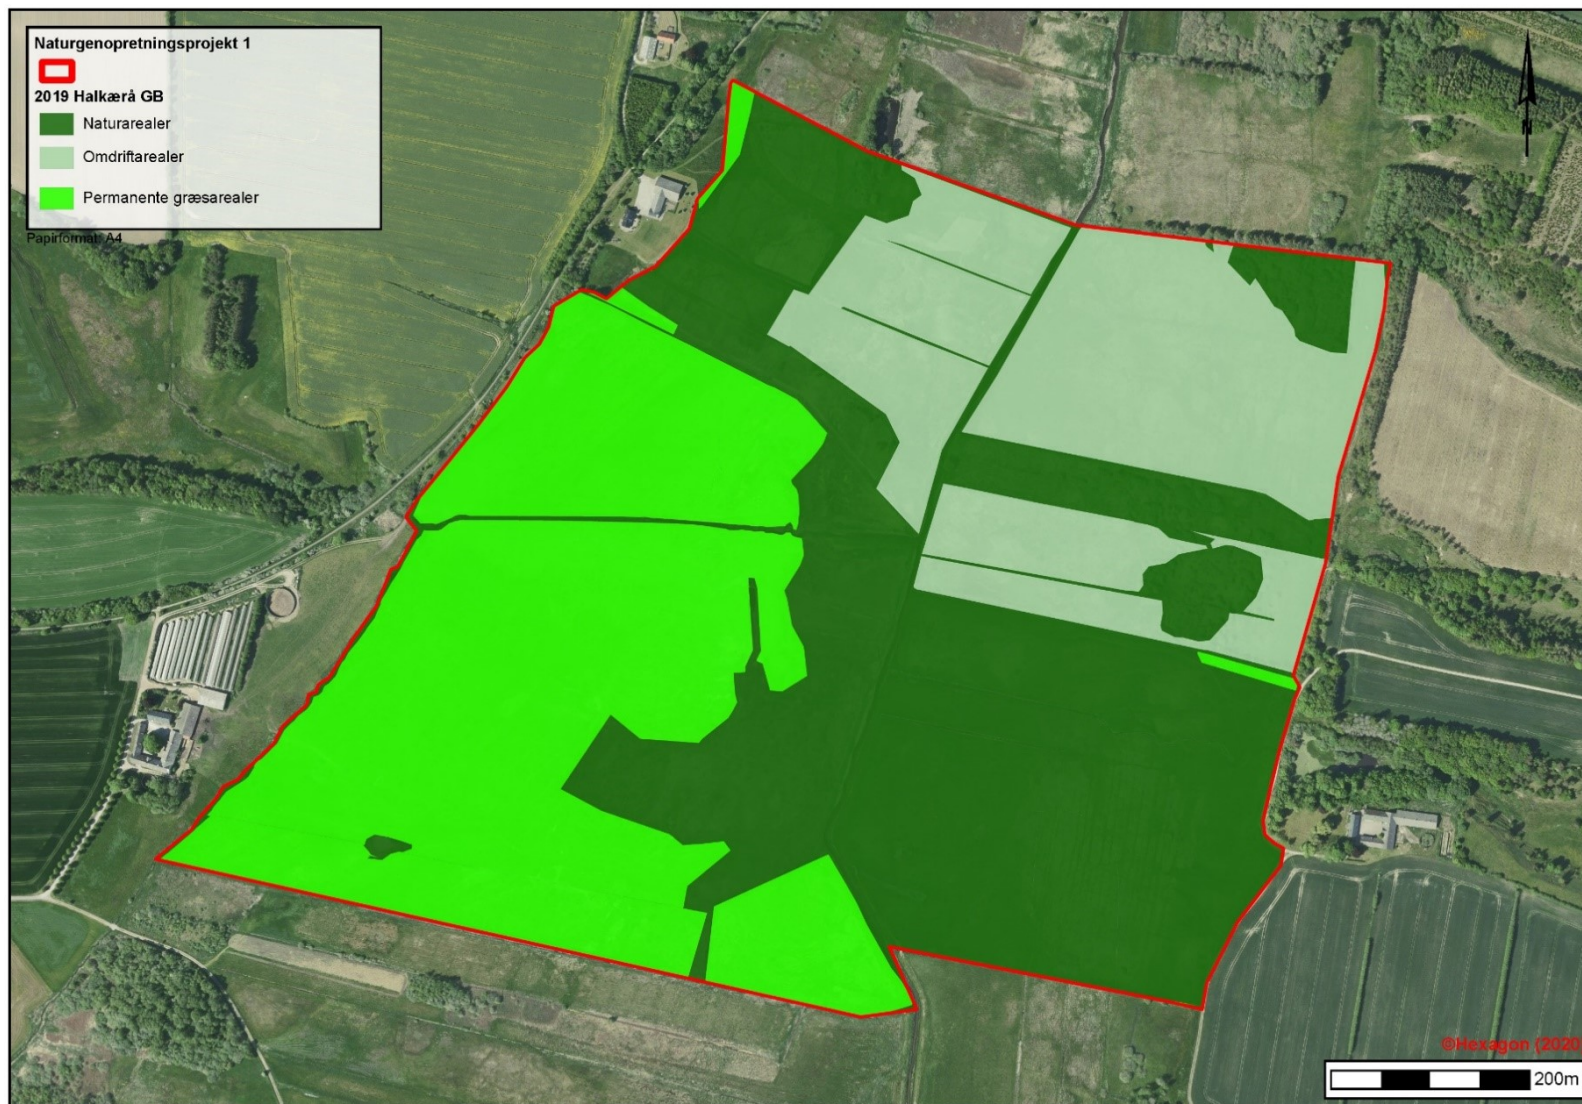 Naturgenopretningsprojekt 1
2019 Halkærå GB
Naturarealer
Omdriftarealer
Permanente græsarealer
Papirformat: A4
N
©Hexagon (2020
200m